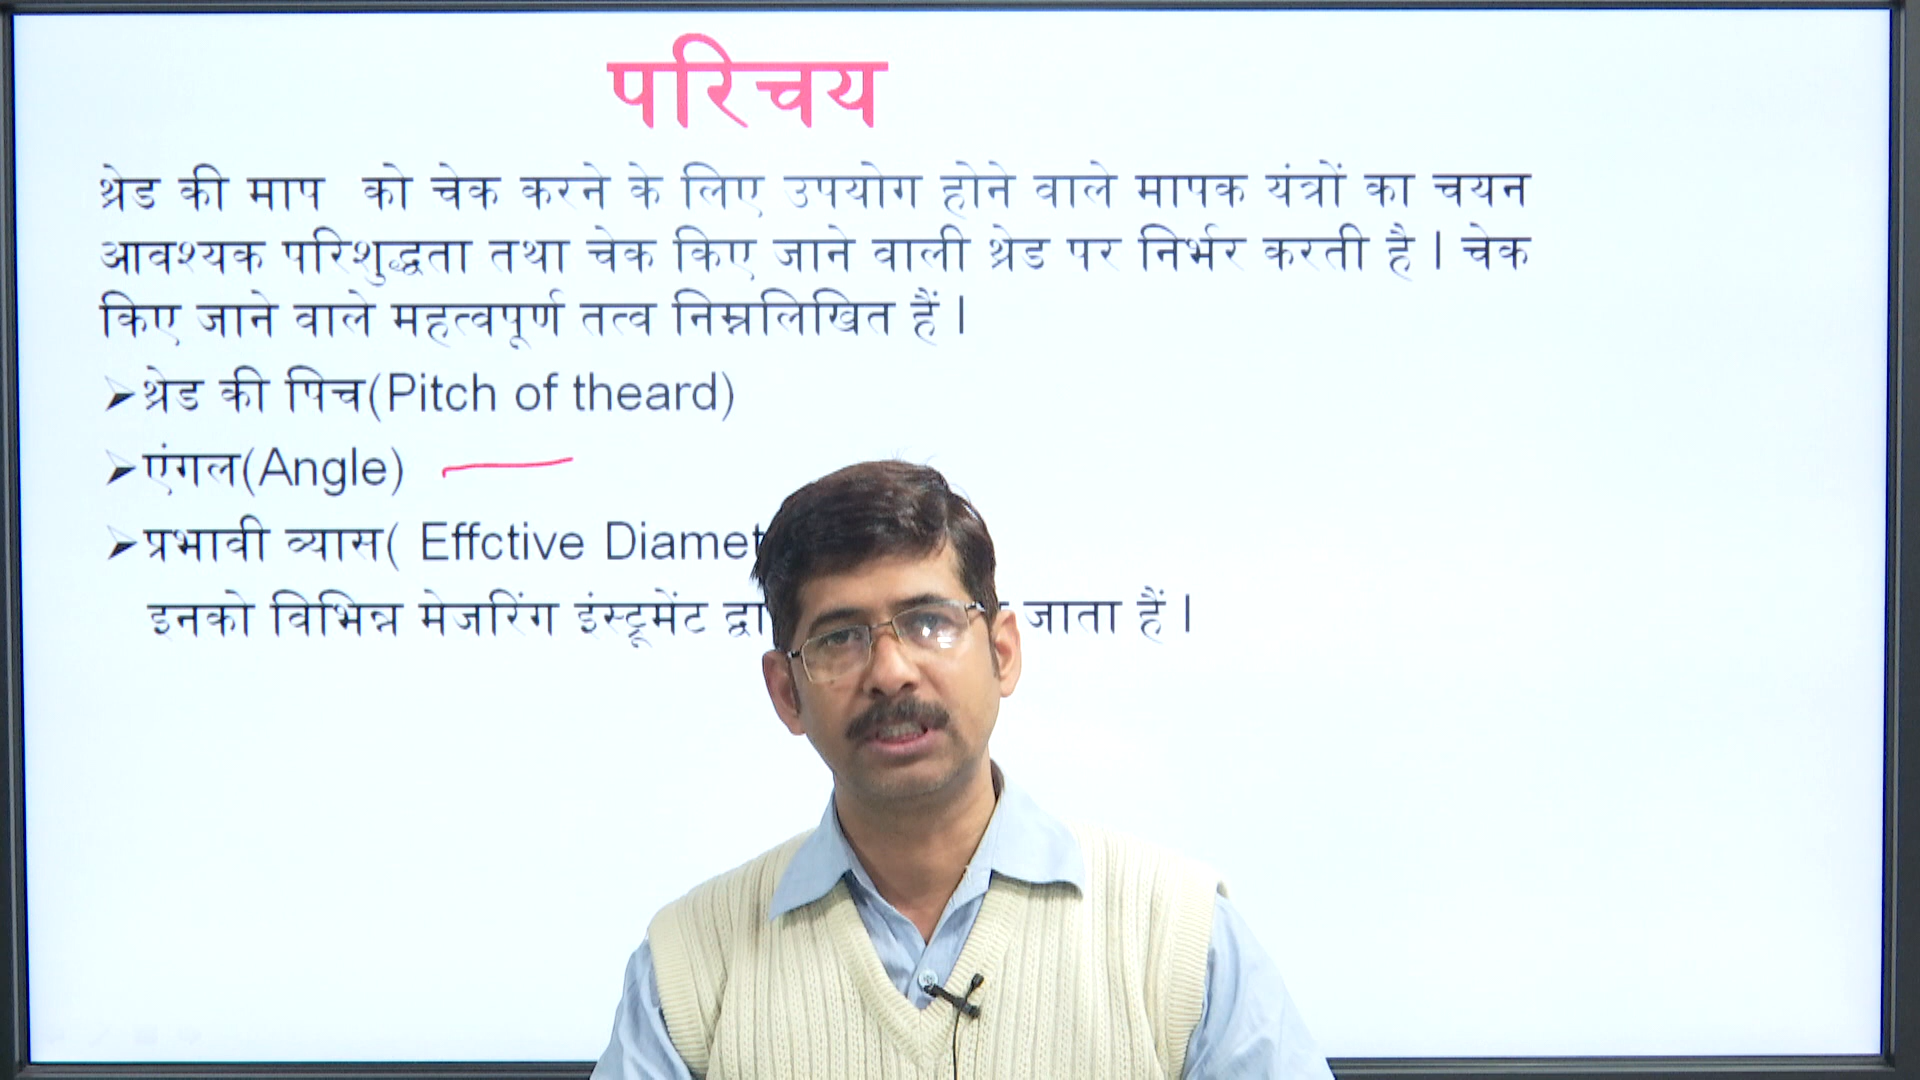 परिचय
थ्रेड की माप को चेक करने के लिए उपयोग होने वाले मापक यंत्रों का चयन
आवश्यक परिशुद्धता तथा चेक किए जाने वाली थ्रेड पर निर्भर करती है ।  चेक
किए जाने वाले महत्वपूर्ण तत्व निम्नलिखित हैं ।
➢थ्रेड की पिच(Pitch of theard)
➢एंगल(Angle)
➢प्रभावी व्यास( Effctive
इनको विभिन्न मेजरिंग इंस्ट्रूमेंट जाता हैं ।